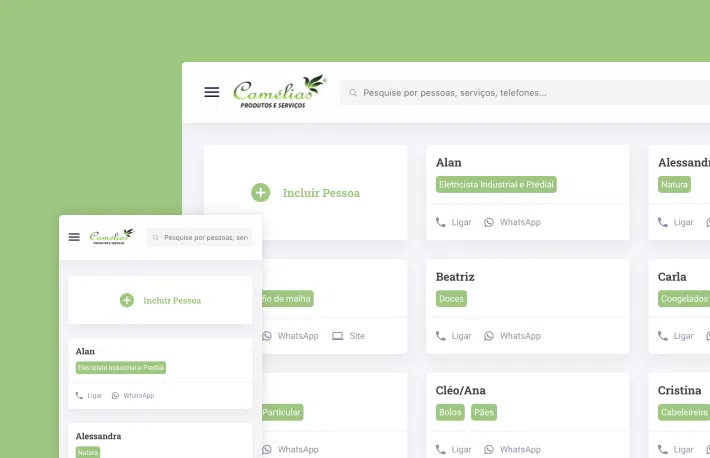 Camélias
PRODUTOS E SERVIÇOS
Pesquise por pessoas, serviços, telefones...
Incluir Pessoa
Alan
Eletricista Industrial e Predial
Ligar
WhatsApp
Alessandra
Natura
Ligar
fio de malha
WhatsApp
Site
Beatriz
Doces
Ligar
WhatsApp
Carla
Congelados
Ligar
Particular
WhatsApp
Cléo/Ana
Bolos
Pães
Ligar
WhatsApp
Cristina
Cabeleireira
Ligar
Camélias
PRODUTOS E SERVIÇOS
Pesquise por pessoas, serv
Incluir Pessoa
Alan
Eletricista Industrial e Predial
Ligar
WhatsApp
Alessandra
Natura